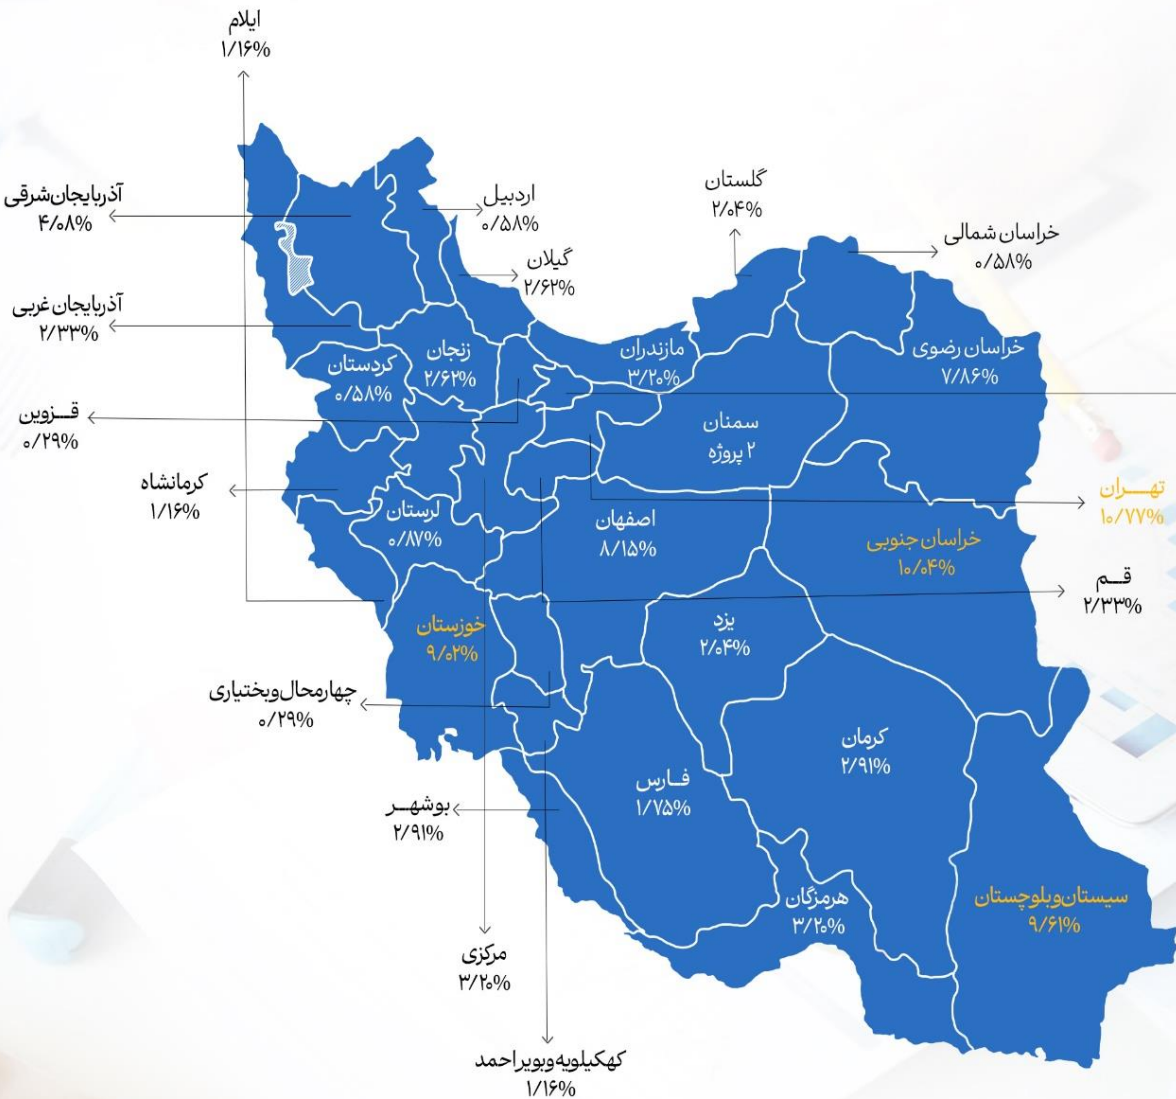 ایلام
۱/۱۶%
آذربایجان شرقی
۴/۰۸%
اردبیل
۰/۵۸%
گلستان
۲/۰۴%
خراسان شمالی
۰/۵۸%
گیلان
۲/۶۲%
آذربایجان غربی
۲/۳۳%
زنجان
۲/۶۲%
کردستان
۰/۵۸%
مازندران
۳/۲۰%
خراسان رضوی
۷/۸۶%
قزوین
۰/۲۹%
سمنان
۲ پروژه
کرمانشاه
۱/۱۶%
لرستان
۰/۸۷%
اصفهان
۸/۱۵%
تهران
۱۰/۷۷%
خراسان جنوبی
۱۰/۰۴%
قم
۲/۳۳%
خوزستان
۹/۰۲%
یزد
۲/۰۴%
چهارمحال و بختیاری
۰/۲۹%
کرمان
۲/۹۱%
فارس
۱/۷۵%
بوشهر
۲/۹۱%
هرمزگان
۳/۲۰%
سیستان و بلوچستان
۹/۶۱%
مرکزی
۳/۲۰%
کهکیلویه و بویراحمد
۱/۱۶%